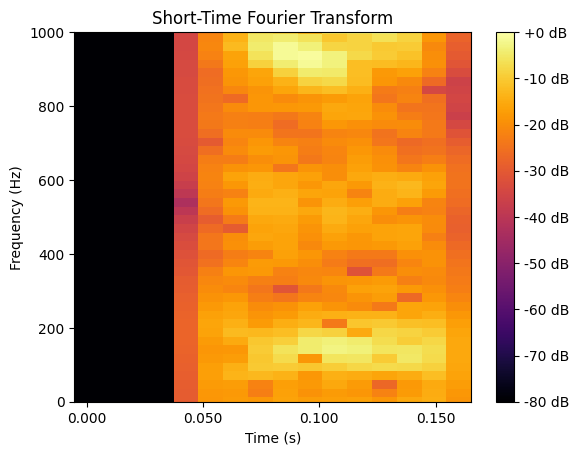 Short-Time Fourier Transform
Frequency (Hz)
1000
800
600
400
200
0
0.000
0.050
0.100
0.150
Time (s)
+0 dB
-10 dB
-20 dB
-30 dB
-40 dB
-50 dB
-60 dB
-70 dB
-80 dB